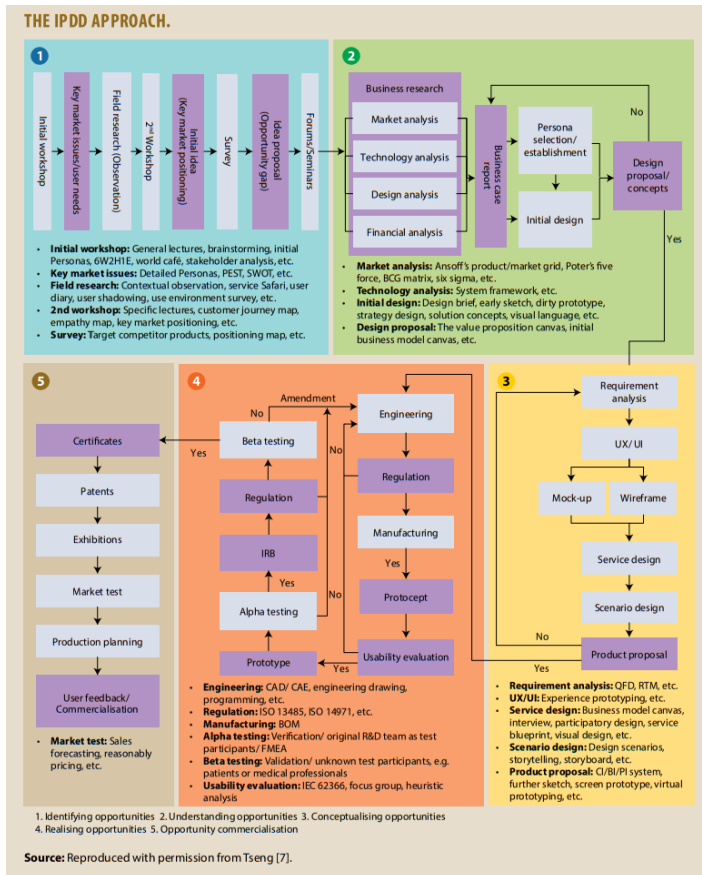 THE IPDD APPROACH.
1
Initial workshop
Key market issues/user needs
Field research (Observation)
2nd Workshop
Initial idea
(Key market positioning)
Survey
Idea proposal
(Opportunity gap)
Forums/Seminars
• Initial workshop: General lectures, brainstorming, initial
Personas, 6W2H1E, world café, stakeholder analysis, etc.
• Key market issues: Detailed Personas, PEST, SWOT, etc.
• Field research: Contextual observation, service Safari, user
diary, user shadowing, use environment survey, etc.
• 2nd workshop: Specific lectures, customer journey map,
empathy map, key market positioning, etc.
• Survey: Target competitor products, positioning map, etc.
2
Business research
Market analysis
Technology analysis
Design analysis
Financial analysis
Business case
report
Persona
selection/
establishment
Initial design
No
Design
proposal/
concepts
Yes
• Market analysis: Ansoff's product/market grid, Poter's five
force, BCG matrix, six sigma, etc.
• Technology analysis: System framework, etc.
• Initial design: Design brief, early sketch, dirty prototype,
strategy design, solution concepts, visual language, etc.
• Design proposal: The value proposition canvas, initial
business model canvas, etc.
5
Certificates
Patents
Exhibitions
Market test
Production planning
User feedback/
Commercialisation
• Market test: Sales
forecasting, reasonably
pricing, etc.
4
Amendment
No
Beta testing
Yes
Regulation
IRB
Yes
Alpha testing
Prototype
Engineering
No
Regulation
Manufacturing
Yes
No
Protocept
Usability evaluation
Yes
• Engineering: CAD/ CAE, engineering drawing,
programming, etc.
• Regulation: ISO 13485, ISO 14971, etc.
• Manufacturing: BOM
• Alpha testing: Verification/ original R&D team as test
participants/ FMEA
• Beta testing: Validation/ unknown test participants, e.g.
patients or medical professionals
• Usability evaluation: IEC 62366, focus group, heuristic
analysis
3
Requirement
analysis
UX/ UI
Mock-up
Wireframe
Service design
Scenario design
No
Product proposal
Yes
• Requirement analysis: QFD, RTM, etc.
• UX/UI: Experience prototyping, etc.
• Service design: Business model canvas,
interview, participatory design, service
blueprint, visual design, etc.
• Scenario design: Design scenarios,
storytelling, storyboard, etc.
• Product proposal: CI/BI/PI system,
further sketch, screen prototype, virtual
prototyping, etc.
1. Identifying opportunities 2. Understanding opportunities 3. Conceptualising opportunities
4. Realising opportunities 5. Opportunity commercialisation
Source: Reproduced with permission from Tseng [7].